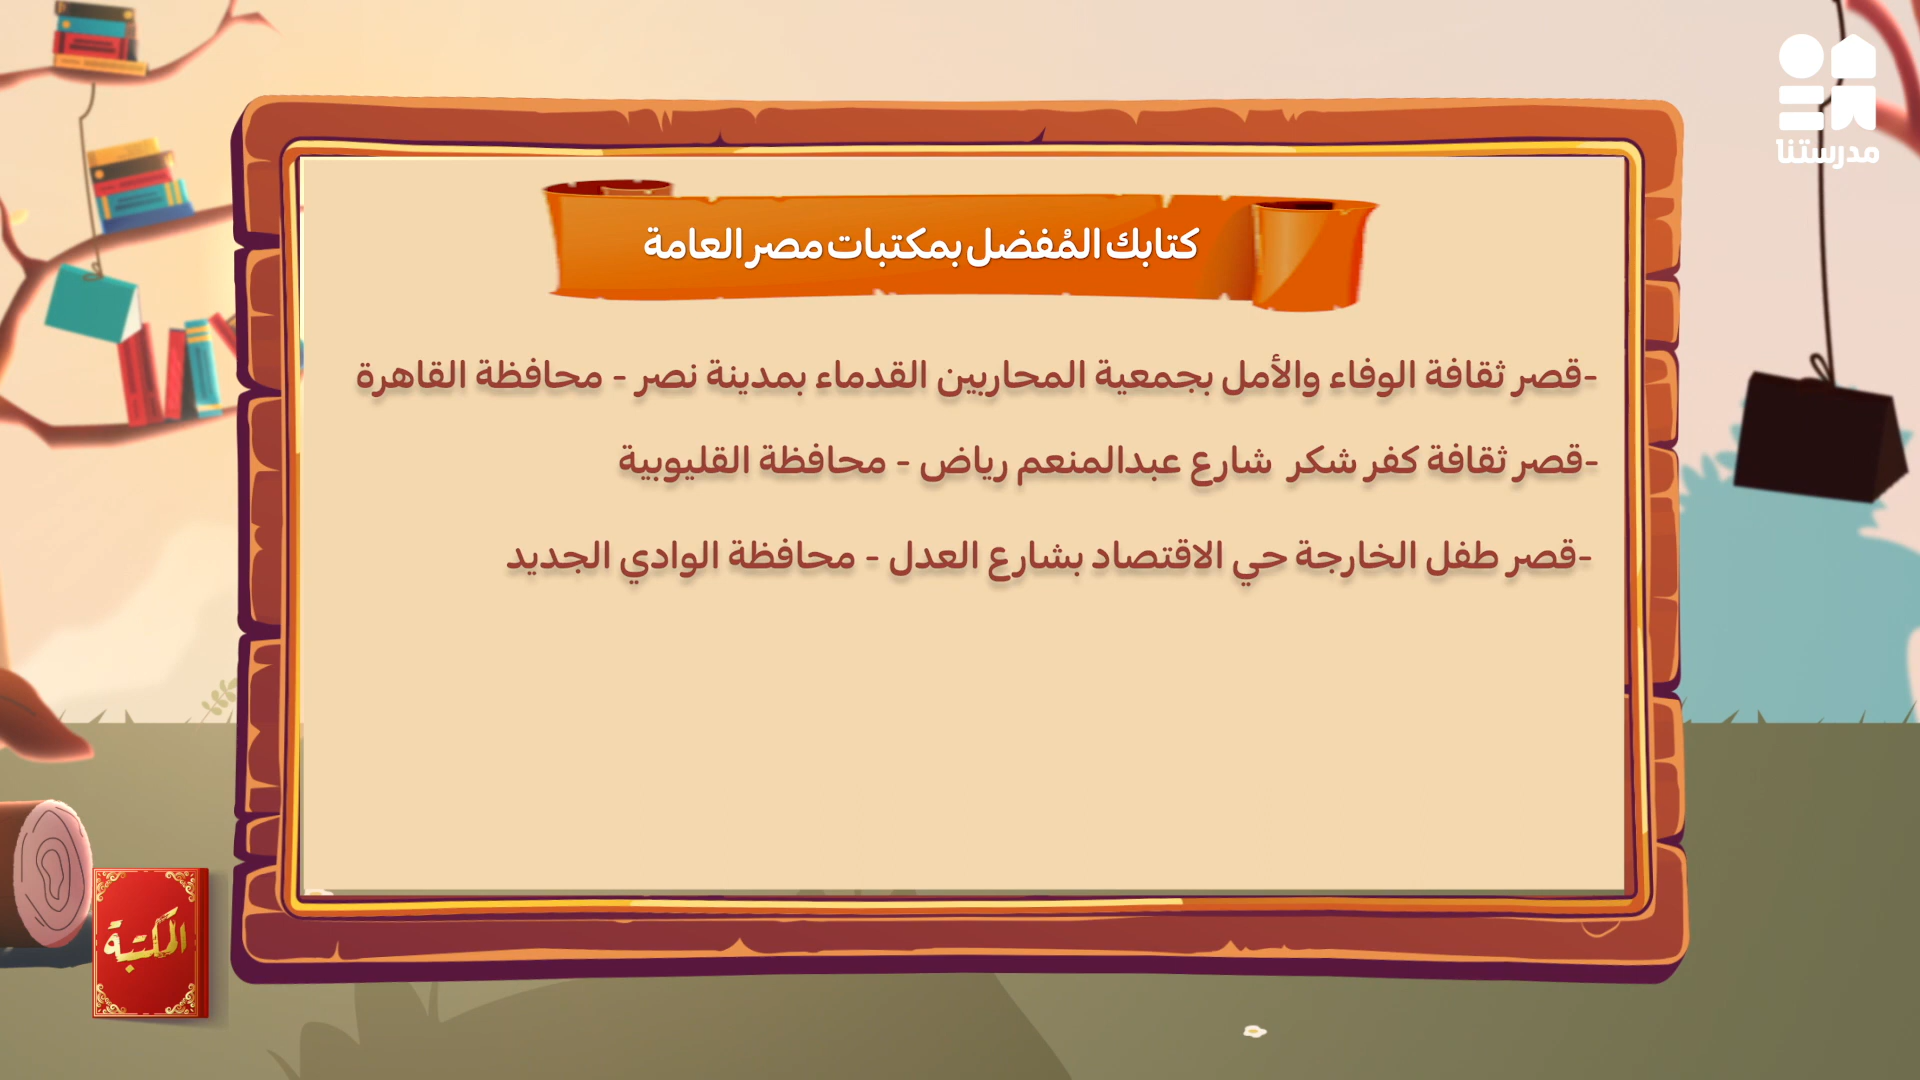 مدرستنا
كتابك المُفضل بمكتبات مصر العامة
-قصر ثقافة الوفاء والأمل بجمعية المحاربين القدماء بمدينة نصر - محافظة القاهرة
-قصر ثقافة كفر شكر شارع عبدالمنعم رياض - محافظة القليوبية
-قصر طفل الخارجة حي الاقتصاد بشارع العدل - محافظة الوادي الجديد
المكتبة